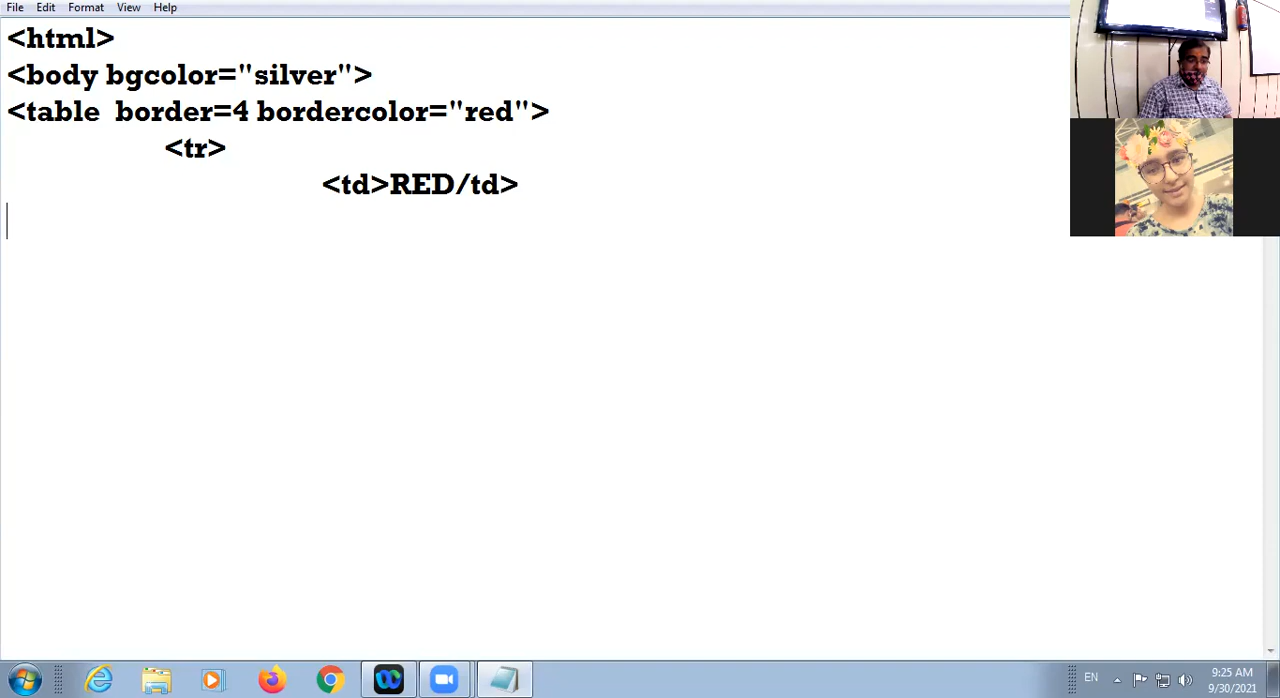 File Edit Format View Help
<html>
<body bgcolor="silver">
<table  border=4 bordercolor="red">
<tr>
<td>RED/td>
EN
9:25 AM
9/30/2021